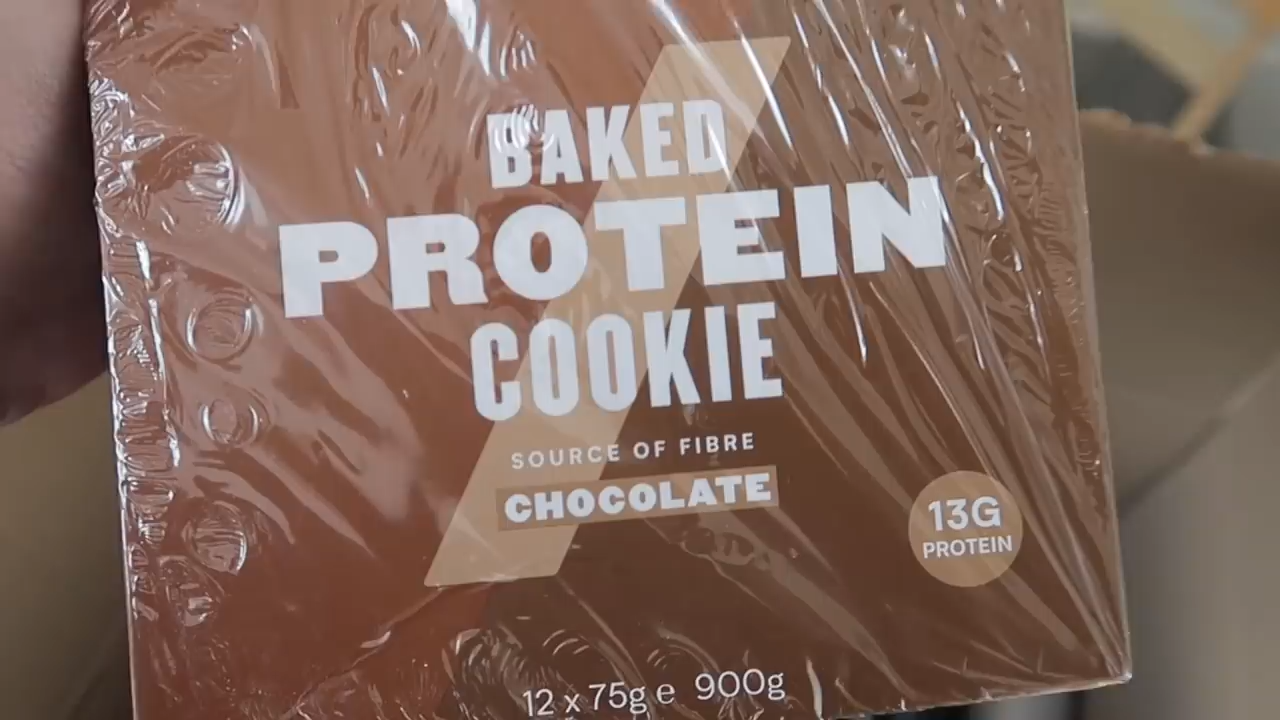 BAKED
PROTEIN
COOKIE
SOURCE OF FIBRE
CHOCOLATE
13G
PROTEIN
12 x 75g e 900g